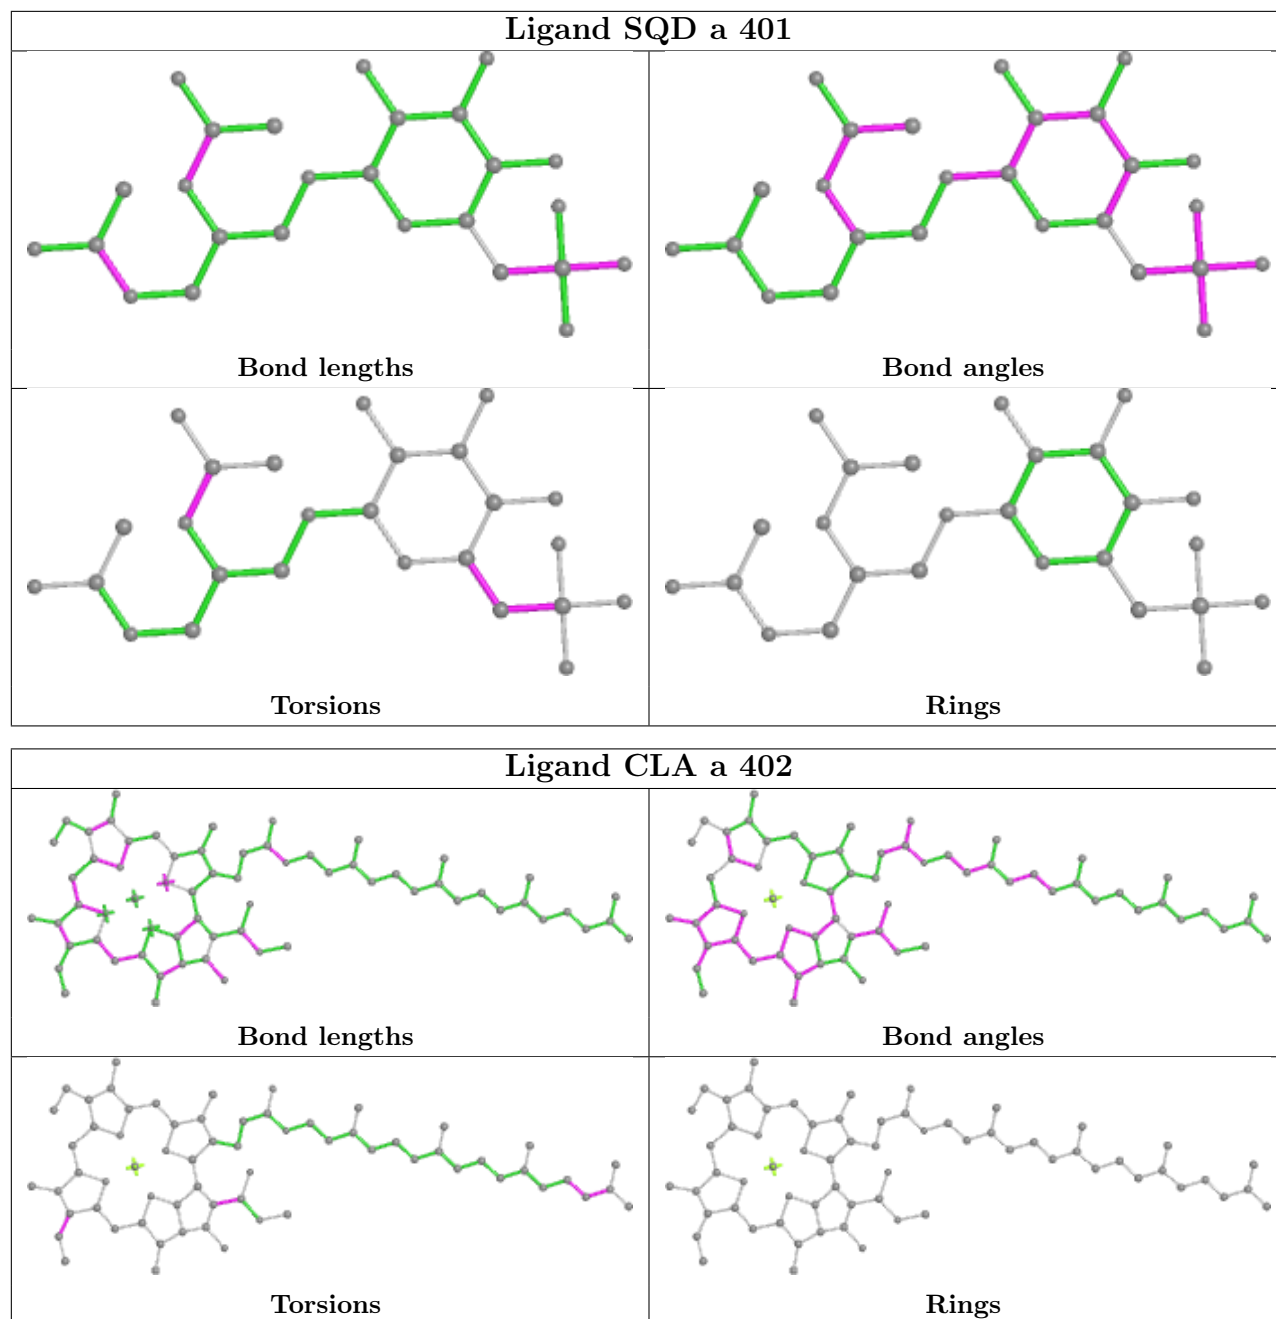 Ligand SQD a 401
Bond lengths
Bond angles
Torsions
Rings
Ligand CLA a 402
Bond lengths
Bond angles
Torsions
Rings